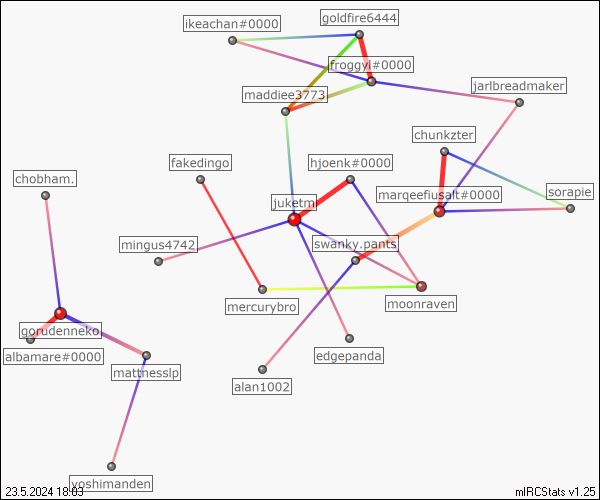 goldfire6444
ikeachan#0000
froggyi#0000
jarlbreadmaker
maddiee3773
chunkzter
fakedingo
hjoenk#0000
chobham.
marqeefiusalt#0000
sorapie
juketm
mingus4742
swanky.pants
mercurybro
moonraven
gorudenneko
albamare#0000
edgepanda
mattnesslp
alan1002
yoshimanden
23.5.2024 18:03
mIRCStats v1.25